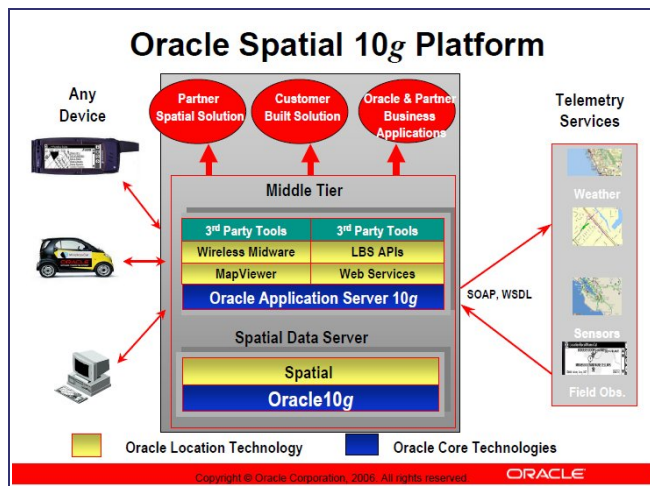 Oracle Spatial 10g Platform
Any
Device
Partner
Spatial Solution
Customer
Built Solution
Oracle & Partner
Business
Applications
Telemetry
Services
Middle Tier
3rd Party Tools
3rd Party Tools
Wireless Midware
LBS APIs
MapViewer
Web Services
Oracle Application Server 10g
Weather
SOAP, WSDL
Sensors
Field Obs.
Spatial Data Server
Spatial
Oracle10g
Oracle Location Technology
Oracle Core Technologies
Copyright © Oracle Corporation, 2006. All rights reserved.
ORACLE